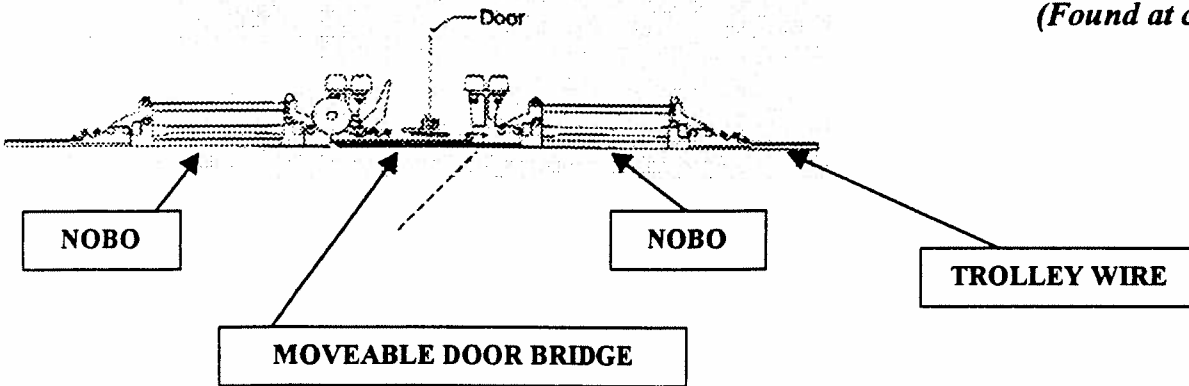 (Found at
Door
NOBO
NOBO
TROLLEY WIRE
MOVEABLE DOOR BRIDGE